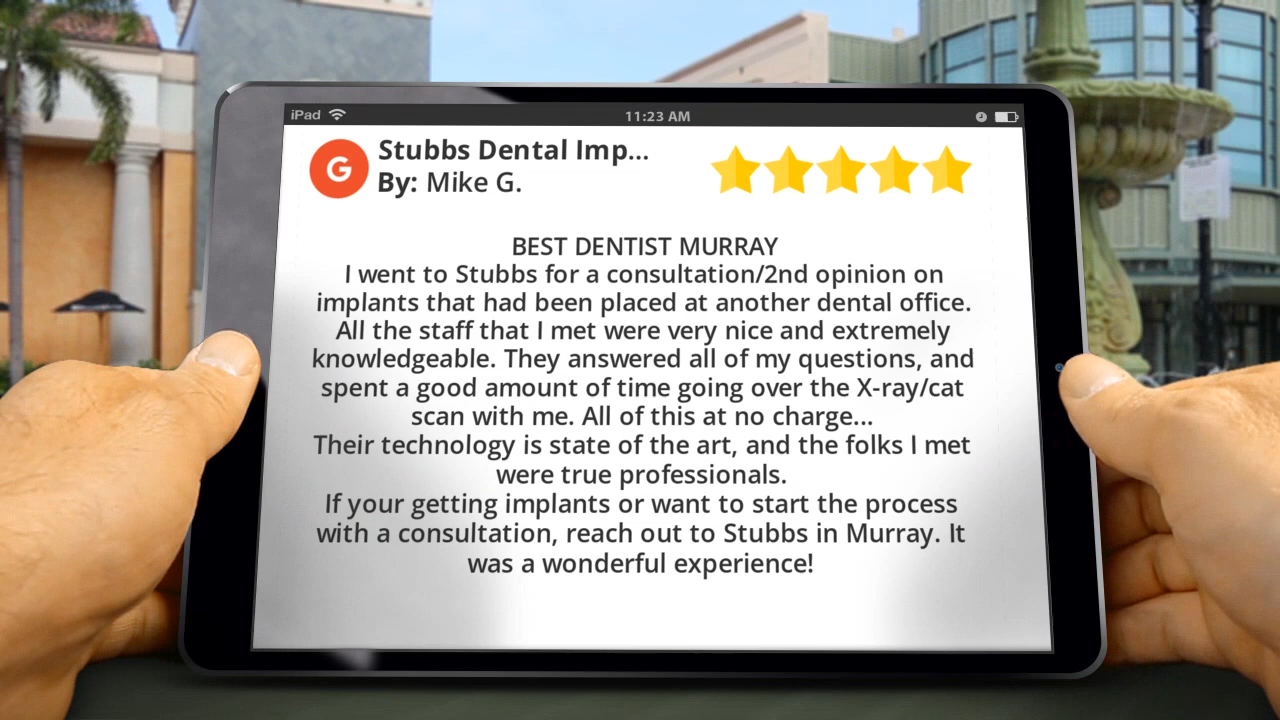 iPad
11:23 AM
G
Stubbs Dental Imp...
By: Mike G.
BEST DENTIST MURRAY
I went to Stubbs for a consultation/2nd opinion on
implants that had been placed at another dental office.
All the staff that I met were very nice and extremely
knowledgeable. They answered all of my questions, and
spent a good amount of time going over the X-ray/cat
scan with me. All of this at no charge...
Their technology is state of the art, and the folks I met
were true professionals.
If your getting implants or want to start the process
with a consultation, reach out to Stubbs in Murray. It
was a wonderful experience!